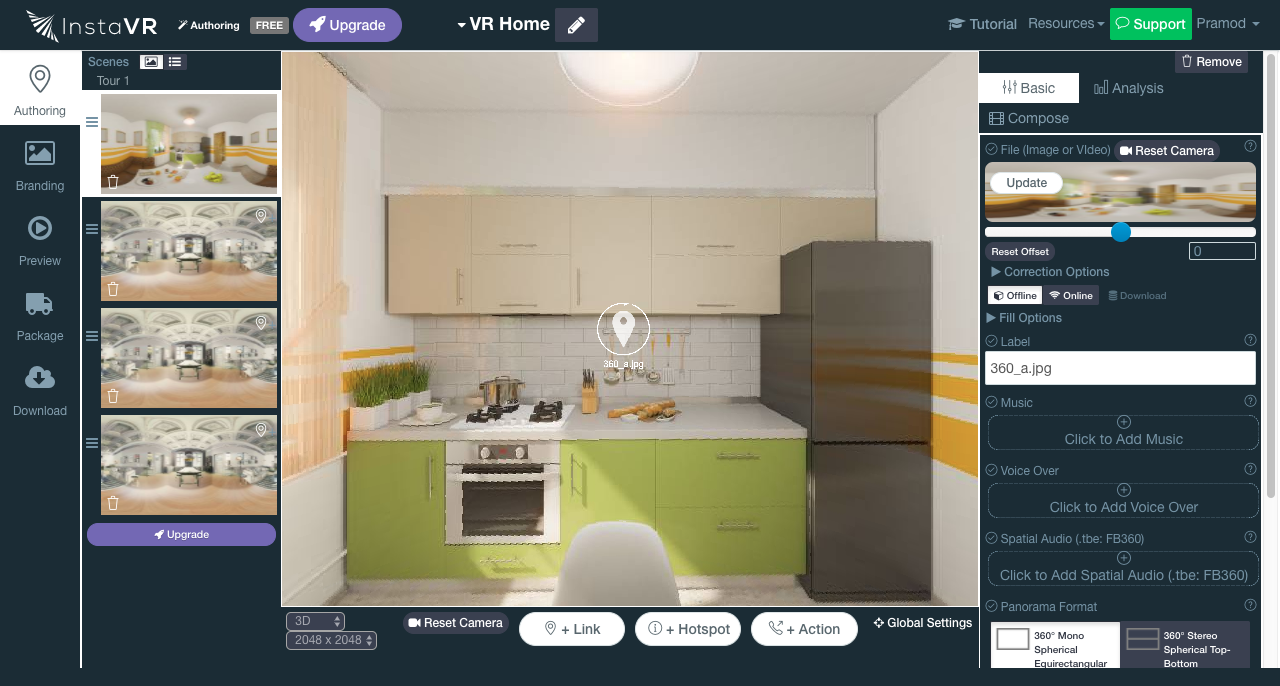 InstaVR
Authoring
FREE
Upgrade
VR Home
Tutorial
Resources
Support
Pramod
Authoring
Branding
Preview
Package
Download
Scenes
Tour 1
Upgrade
360_a.jpg
3D
2048 x 2048
Reset Camera
+ Link
+ Hotspot
+ Action
Global Settings
Remove
Basic
Analysis
Compose
File (Image or VIdeo)
Reset Camera
Update
Reset Offset
0
Correction Options
Offline
Online
Download
Fill Options
Label
360_a.jpg
Music
Click to Add Music
Voice Over
Click to Add Voice Over
Spatial Audio (.tbe: FB360)
Click to Add Spatial Audio (.tbe: FB360)
Panorama Format
360° Mono
Spherical
Equirectangular
360° Stereo
Spherical Top-
Bottom